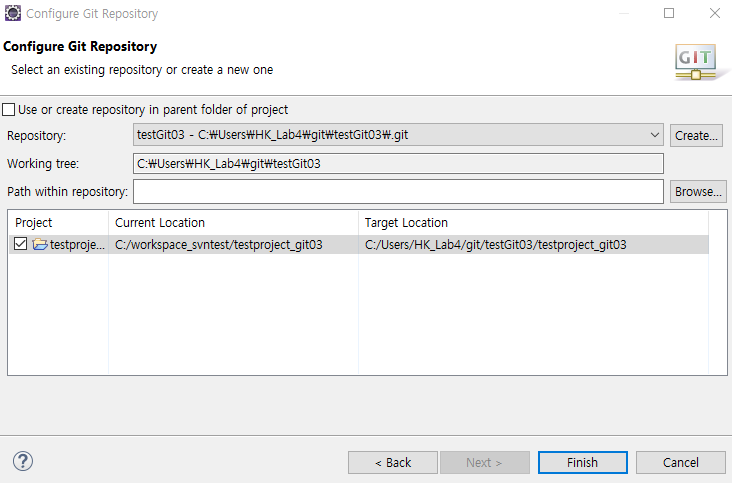 Configure Git Repository
Configure Git Repository
Select an existing repository or create a new one
GIT
Use or create repository in parent folder of project
Repository: testGit03 - C:₩Users₩HK_Lab4₩git₩testGit03₩.git Create...
Working tree: C:₩Users₩HK_Lab4₩git₩testGit03
Path within repository: Browse...
Project Current Location Target Location
testproje... C:/workspace_svntest/testproject_git03 C:/Users/HK_Lab4/git/testGit03/testproject_git03
? < Back Next > Finish Cancel